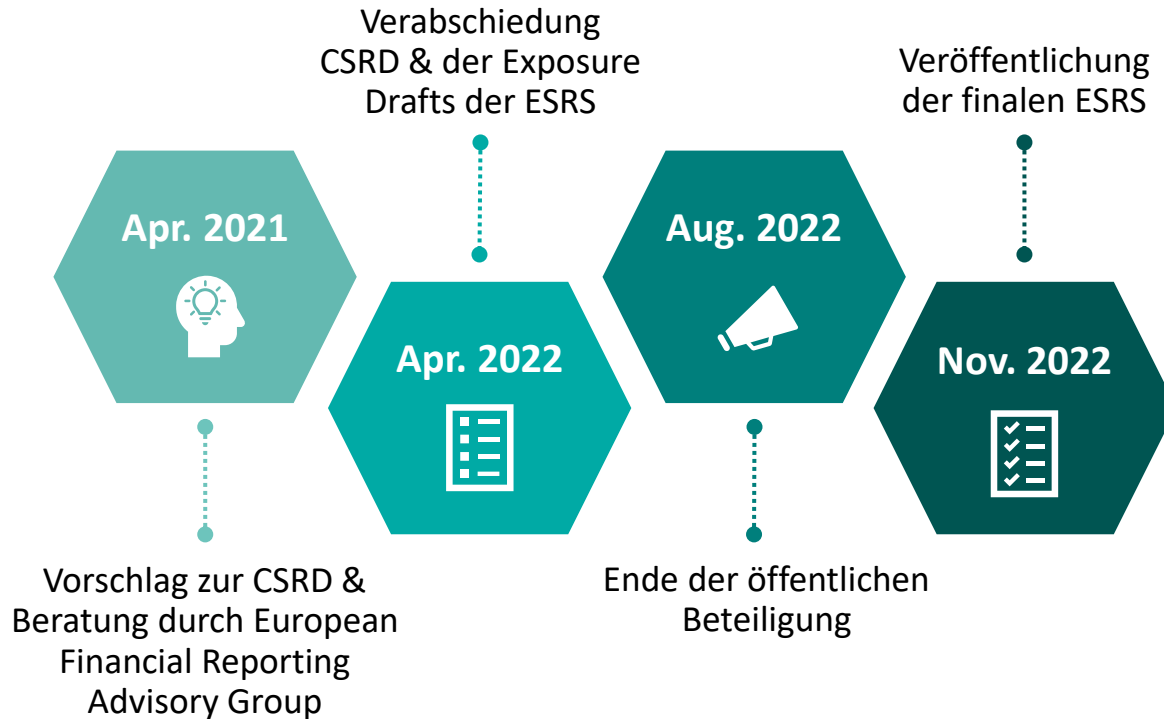 Apr. 2021
Vorschlag zur CSRD &
Beratung durch European
Financial Reporting
Advisory Group
Verabschiedung
CSRD & der Exposure
Drafts der ESRS
Apr. 2022
Aug. 2022
Ende der öffentlichen
Beteiligung
Veröffentlichung
der finalen ESRS
Nov. 2022